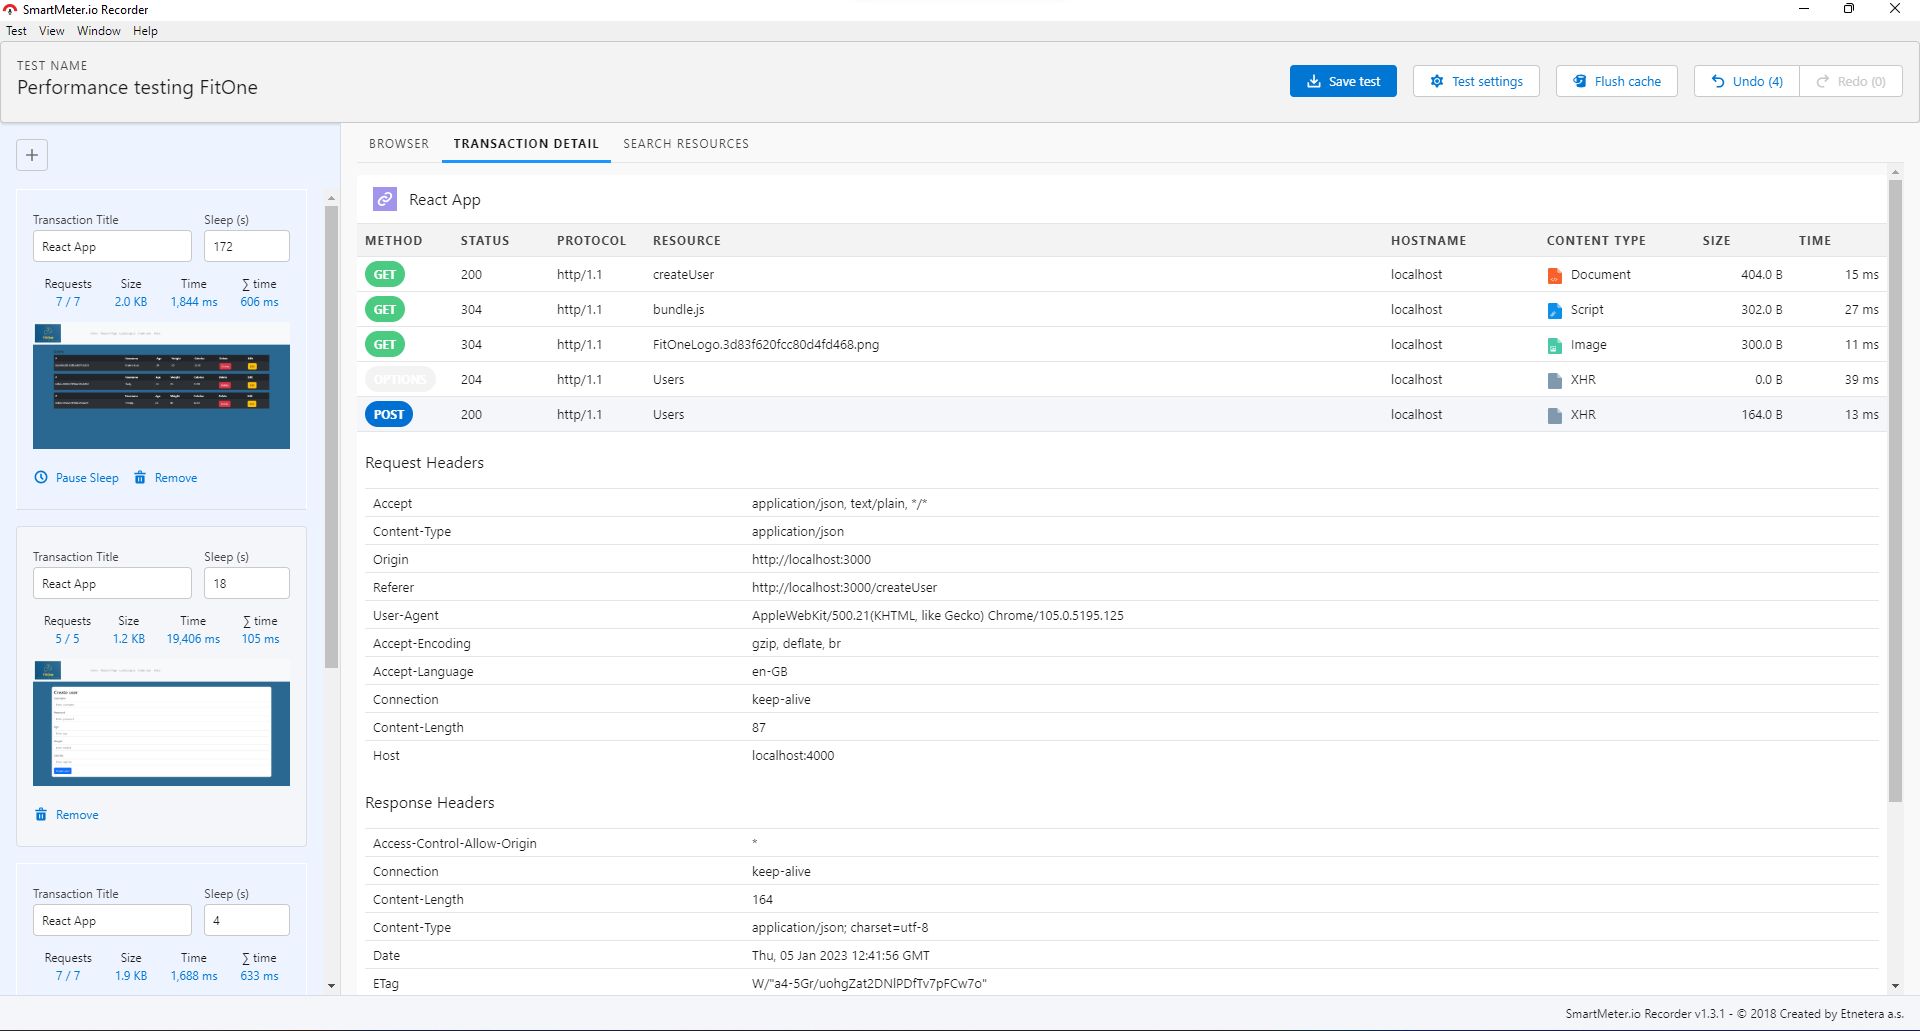 SmartMeter.io Recorder
Test View Window Help
TEST NAME
Performance testing FitOne
Save test
Test settings
Flush cache
Undo (4)
Redo (0)
BROWSER TRANSACTION DETAIL SEARCH RESOURCES
Transaction Title Sleep (s)
React App 172
Requests Size Time ∑ time
7 / 7 2.0 KB 1,844 ms 606 ms
Pause Sleep Remove
Transaction Title Sleep (s)
React App 18
Requests Size Time ∑ time
5 / 5 1.2 KB 19,406 ms 105 ms
Create user
Remove
Transaction Title Sleep (s)
React App 4
Requests Size Time ∑ time
7 / 7 1.9 KB 1,688 ms 633 ms
React App
METHOD STATUS PROTOCOL RESOURCE HOSTNAME CONTENT TYPE SIZE TIME
GET 200 http/1.1 createUser localhost Document 404.0 B 15 ms
GET 304 http/1.1 bundle.js localhost Script 302.0 B 27 ms
GET 304 http/1.1 FitOneLogo.3d83f620fcc80d4fd468.png localhost Image 300.0 B 11 ms
OPTIONS 204 http/1.1 Users localhost XHR 0.0 B 39 ms
POST 200 http/1.1 Users localhost XHR 164.0 B 13 ms
Request Headers
Accept application/json, text/plain, */*
Content-Type application/json
Origin http://localhost:3000
Referer http://localhost:3000/createUser
User-Agent AppleWebKit/500.21(KHTML, like Gecko) Chrome/105.0.5195.125
Accept-Encoding gzip, deflate, br
Accept-Language en-GB
Connection keep-alive
Content-Length 87
Host localhost:4000
Response Headers
Access-Control-Allow-Origin *
Connection keep-alive
Content-Length 164
Content-Type application/json; charset=utf-8
Date Thu, 05 Jan 2023 12:41:56 GMT
ETag W/"a4-5Gr/uohgZat2DNlPDfTv7pFCw7o"
SmartMeter.io Recorder v1.3.1 - © 2018 Created by Etnetera a.s.